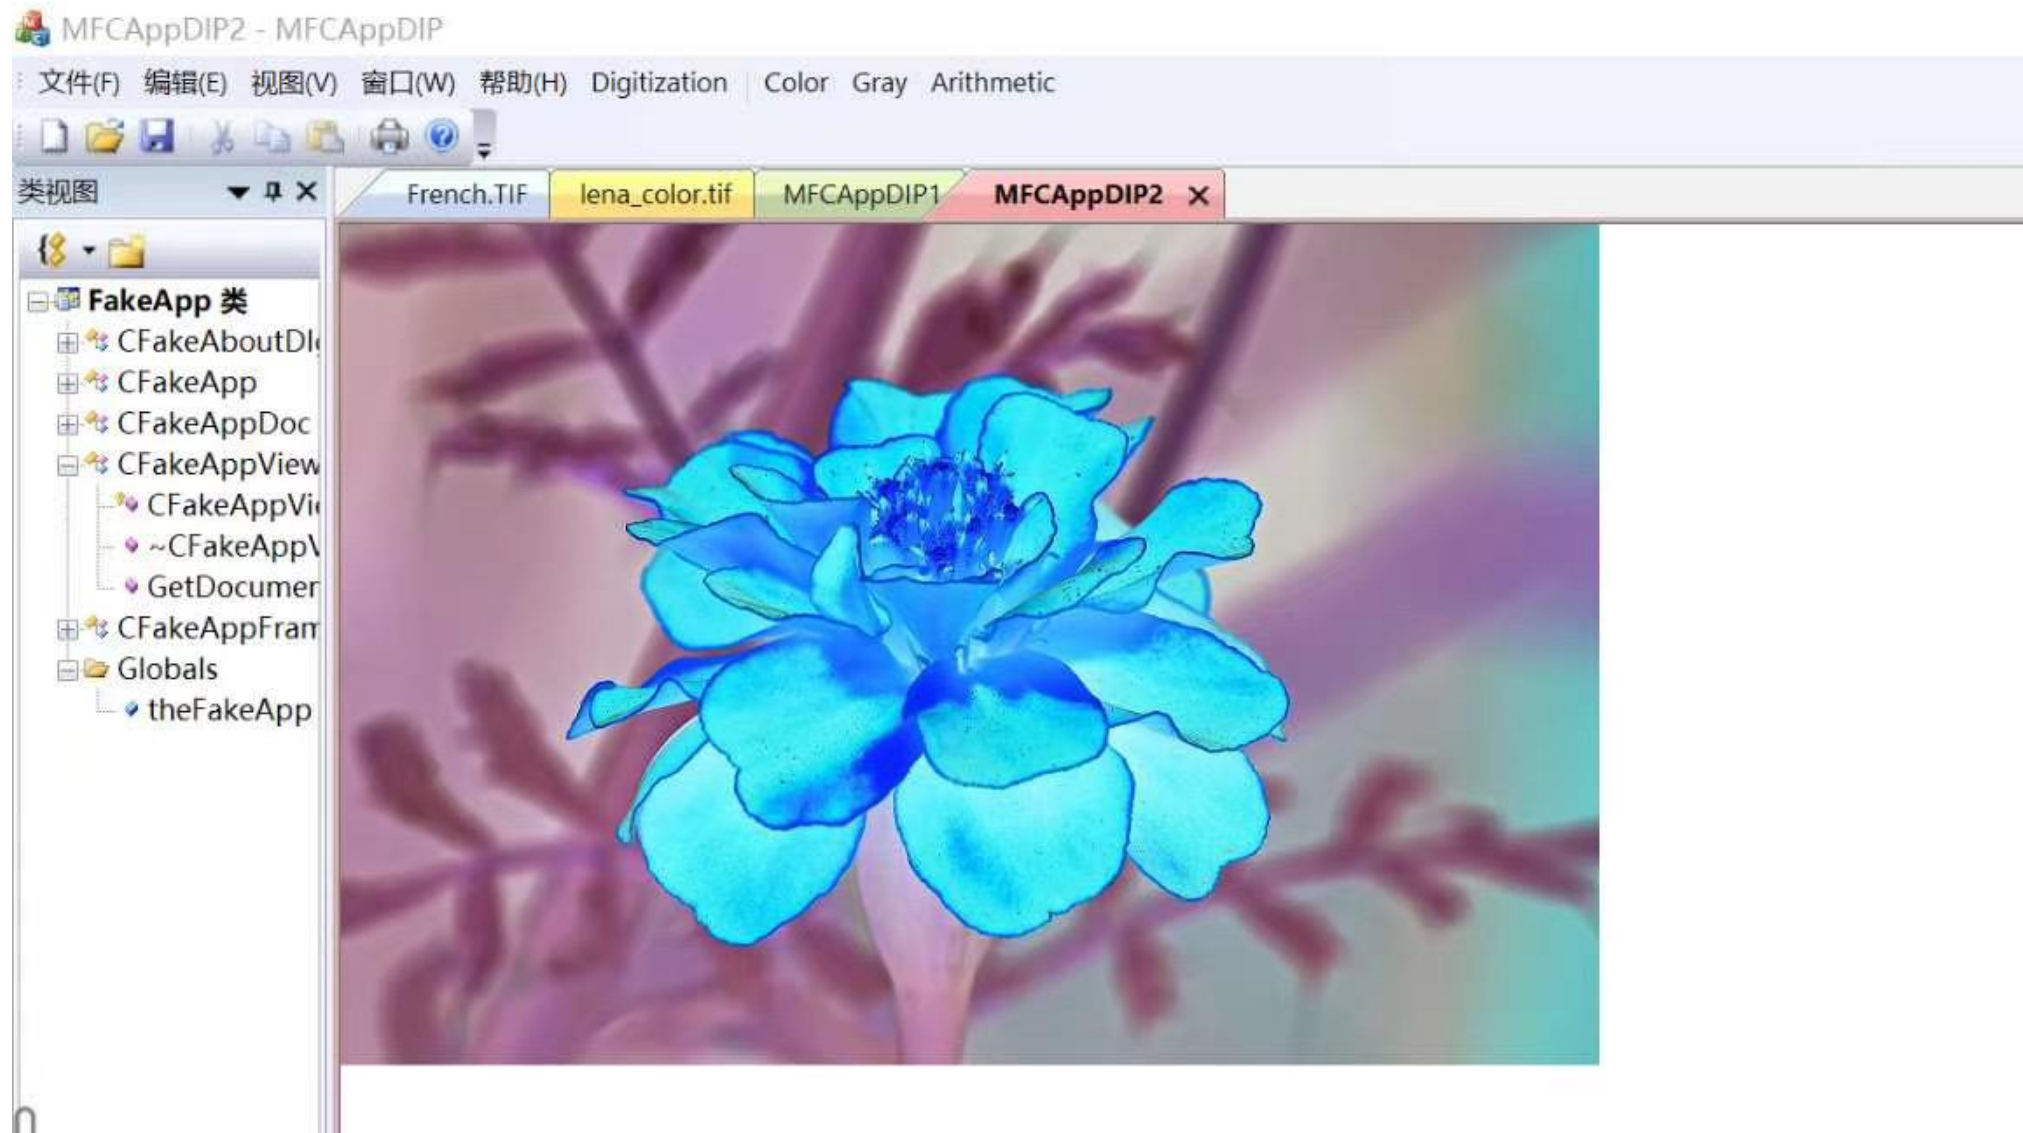 MFCAppDIP2 - MFCAppDIP
文件(F) 编辑(E) 视图(V) 窗口(W) 帮助(H) Digitization Color Gray Arithmetic
类视图
French.TIF lena_color.tif MFCAppDIP1 MFCAppDIP2
FakeApp 类
CFakeAboutDl
CFakeApp
CFakeAppDoc
CFakeAppView
CFakeAppVi
~CFakeAppV
GetDocumen
CFakeAppFram
Globals
theFakeApp